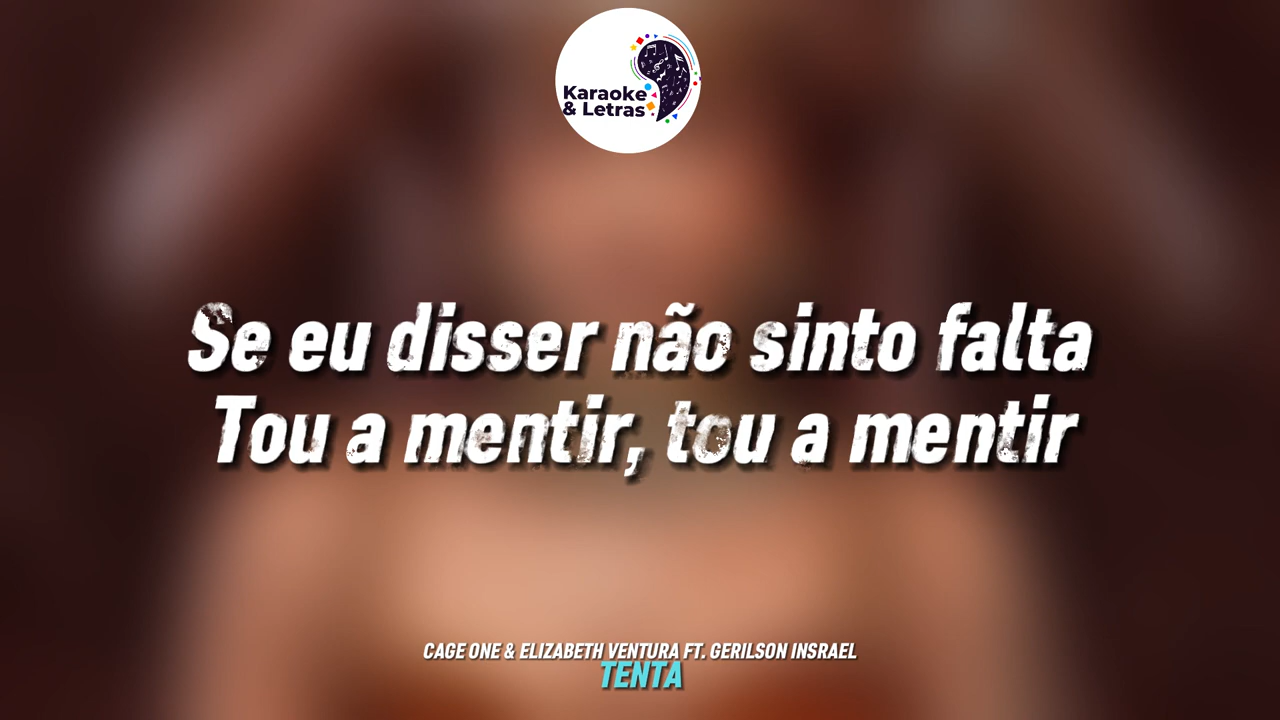 Karaoke
& Letras
Se eu disser não sinto falta
Tou a mentir, tou a mentir
CAGE ONE & ELIZABETH VENTURA FT. GERILSON INSRAEL
TENTA